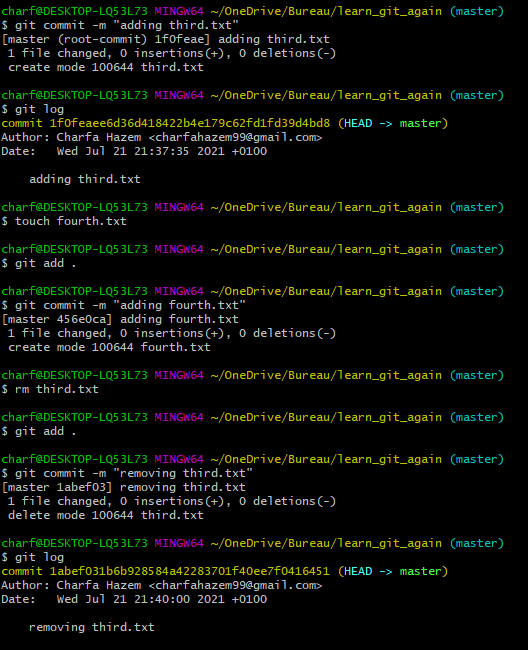 charf@DESKTOP-LQ53L73 MINGW64 ~/OneDrive/Bureau/learn_git_again (master)
$ git commit -m "adding third.txt"
[master (root-commit) 1f0feae] adding third.txt
 1 file changed, 0 insertions(+), 0 deletions(-)
 create mode 100644 third.txt

charf@DESKTOP-LQ53L73 MINGW64 ~/OneDrive/Bureau/learn_git_again (master)
$ git log
commit 1f0feaee6d36d418422b4e179c62fd1fd39d4bd8 (HEAD -> master)
Author: Charfa Hazem <charfahazem99@gmail.com>
Date:   Wed Jul 21 21:37:35 2021 +0100

    adding third.txt

charf@DESKTOP-LQ53L73 MINGW64 ~/OneDrive/Bureau/learn_git_again (master)
$ touch fourth.txt

charf@DESKTOP-LQ53L73 MINGW64 ~/OneDrive/Bureau/learn_git_again (master)
$ git add .

charf@DESKTOP-LQ53L73 MINGW64 ~/OneDrive/Bureau/learn_git_again (master)
$ git commit -m "adding fourth.txt"
[master 456e0ca] adding fourth.txt
 1 file changed, 0 insertions(+), 0 deletions(-)
 create mode 100644 fourth.txt

charf@DESKTOP-LQ53L73 MINGW64 ~/OneDrive/Bureau/learn_git_again (master)
$ rm third.txt

charf@DESKTOP-LQ53L73 MINGW64 ~/OneDrive/Bureau/learn_git_again (master)
$ git add .

charf@DESKTOP-LQ53L73 MINGW64 ~/OneDrive/Bureau/learn_git_again (master)
$ git commit -m "removing third.txt"
[master 1abef03] removing third.txt
 1 file changed, 0 insertions(+), 0 deletions(-)
 delete mode 100644 third.txt

charf@DESKTOP-LQ53L73 MINGW64 ~/OneDrive/Bureau/learn_git_again (master)
$ git log
commit 1abef031b6b928584a42283701f40ee7f0416451 (HEAD -> master)
Author: Charfa Hazem <charfahazem99@gmail.com>
Date:   Wed Jul 21 21:40:00 2021 +0100

    removing third.txt